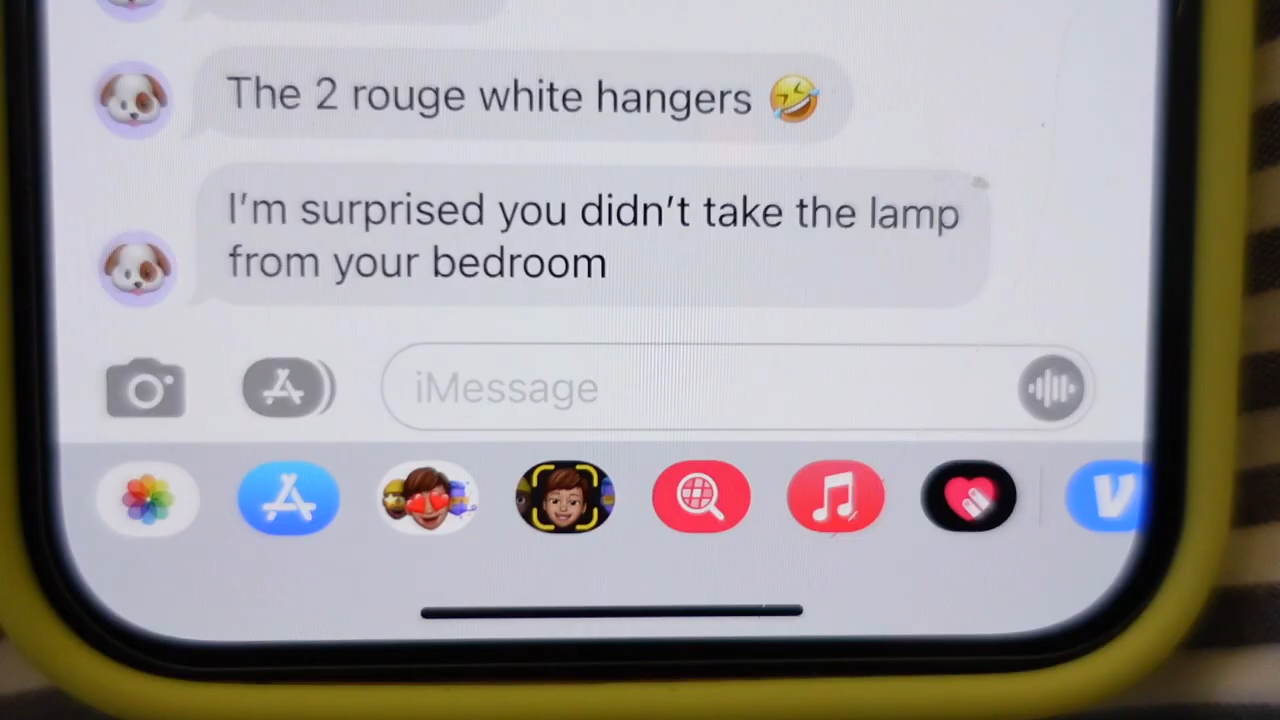 The 2 rouge white hangers 🤣
I'm surprised you didn't take the lamp
from your bedroom
iMessage